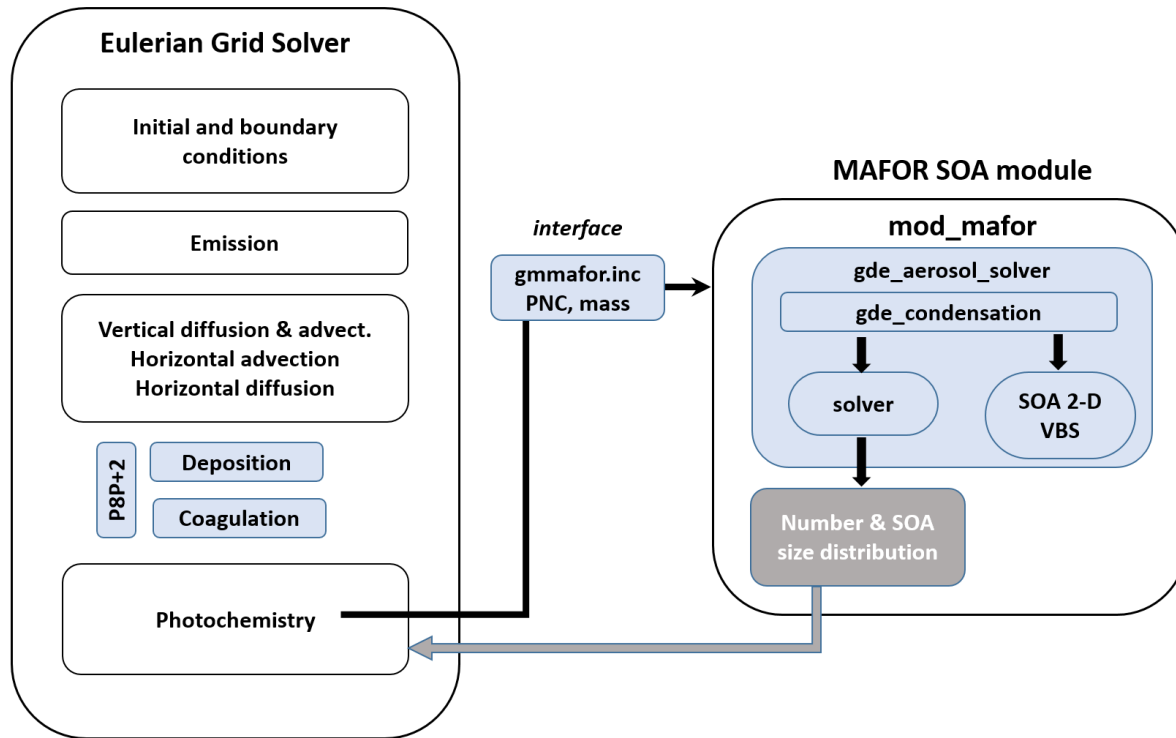 Eulerian Grid Solver
Initial and boundary
conditions
Emission
Vertical diffusion & advect.
Horizontal advection
Horizontal diffusion
P8P+2
Deposition
Coagulation
Photochemistry
interface
gmmafor.inc
PNC, mass
MAFOR SOA module
mod_mafor
gde_aerosol_solver
gde_condensation
solver
SOA 2-D
VBS
Number & SOA
size distribution